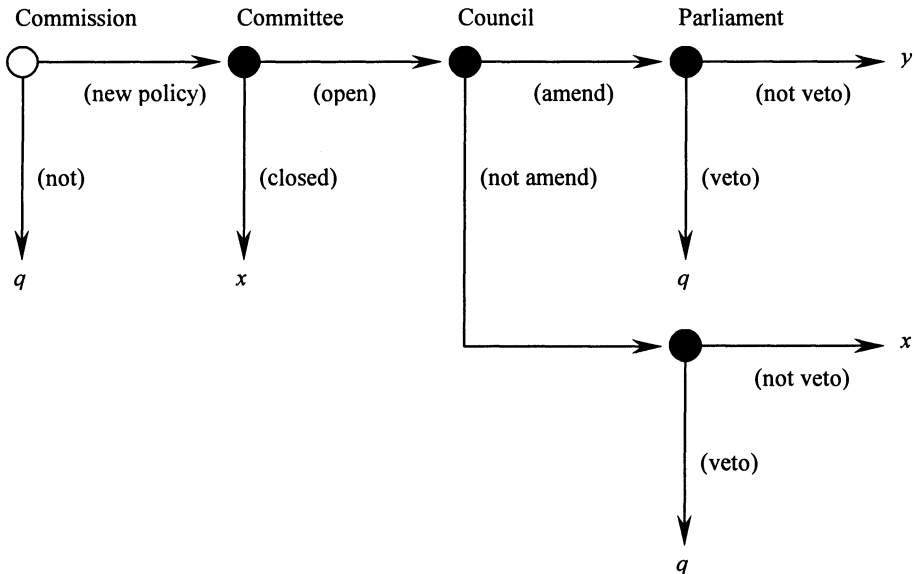 Commission Committee Council Parliament
y
(new policy) (open) (amend) (not veto)
(not) (closed) (not amend) (veto)
q x q
x
(not veto)
(veto)
q